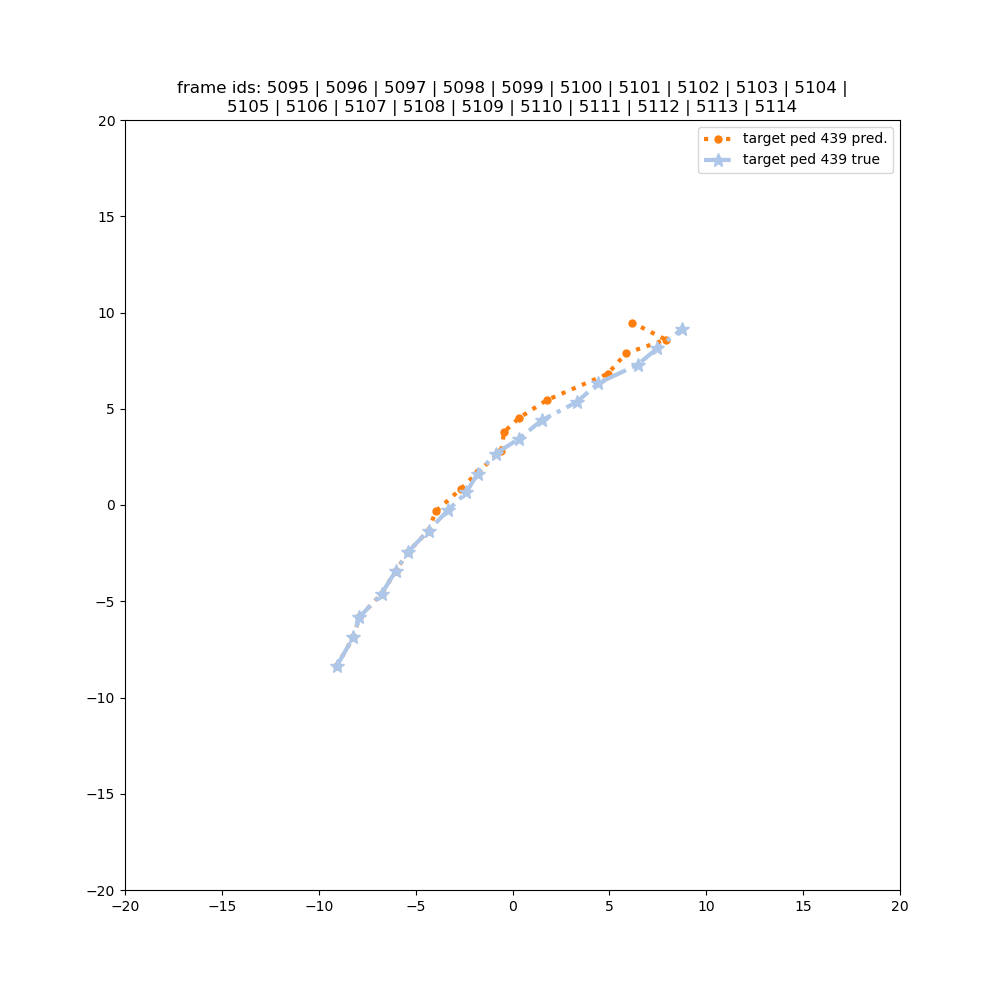 frame ids: 5095 | 5096 | 5097 | 5098 | 5099 | 5100 | 5101 | 5102 | 5103 | 5104 |
5105 | 5106 | 5107 | 5108 | 5109 | 5110 | 5111 | 5112 | 5113 | 5114
target ped 439 pred.
target ped 439 true
20
15
10
5
0
−5
−10
−15
−20
−20 −15 −10 −5 0 5 10 15 20